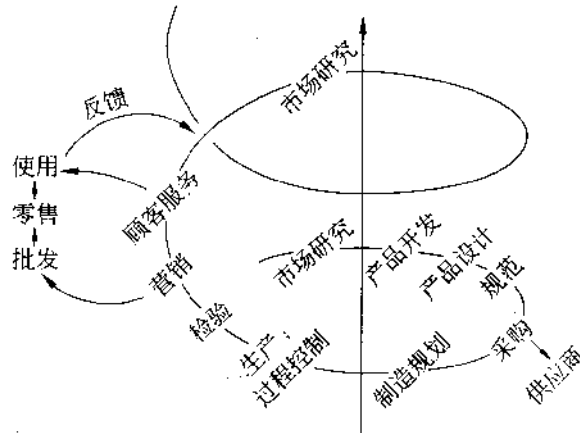 市场研究
反馈
使用
零售
批发
顾客服务
营销
检验
生产
过程控制
市场研究
产品开发
产品设计
规范
采购
供应商
制造规划